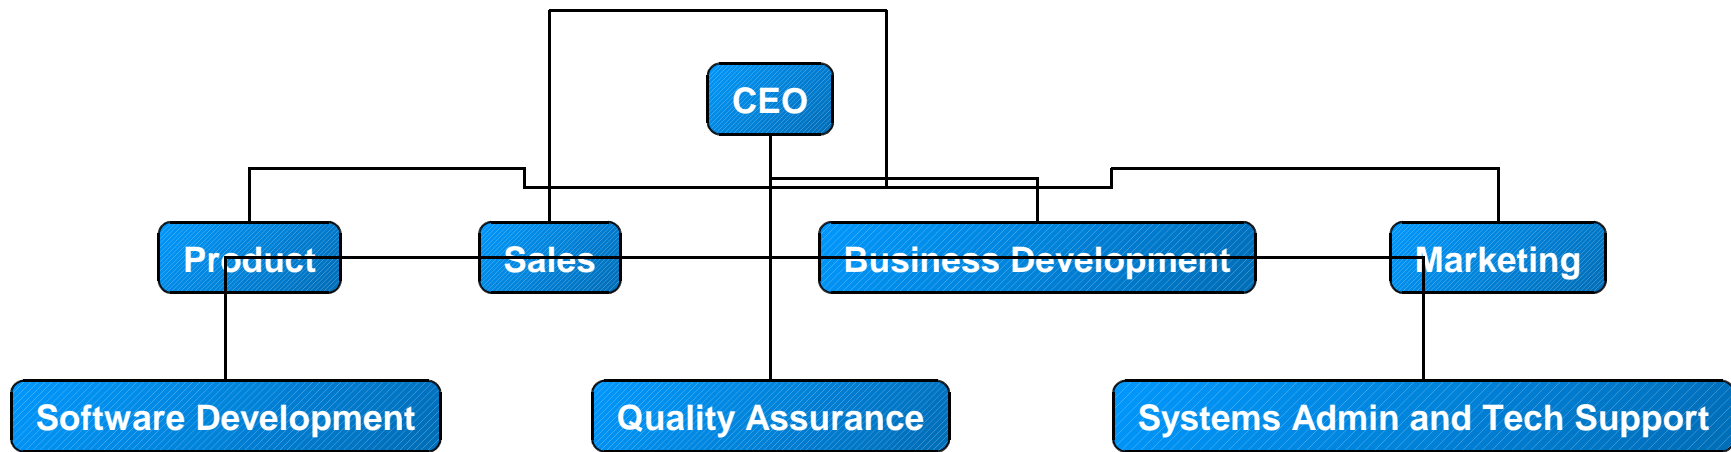 CEO
Product
Sales
Business Development
Marketing
Software Development
Quality Assurance
Systems Admin and Tech Support